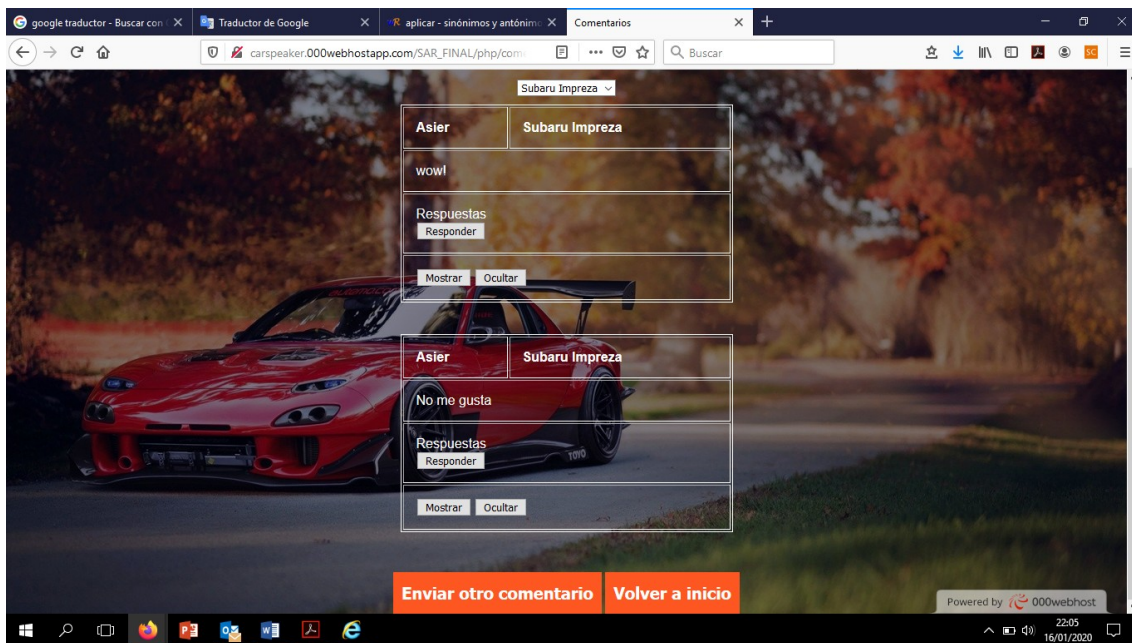 google traductor - Buscar con
Traductor de Google
aplicar - sinónimos y antónimo
Comentarios
carspeaker.000webhostapp.com/SAR_FINAL/php/com
Buscar
SC
Subaru Impreza
Asier Subaru Impreza
wow!
Respuestas
Responder
Mostrar Ocultar
Asier Subaru Impreza
No me gusta
Respuestas
Responder
Mostrar Ocultar
TOYO
Enviar otro comentario Volver a inicio
Powered by 000webhost
22:05
16/01/2020